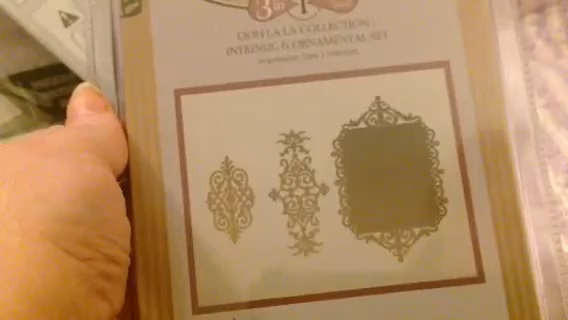 3 in 1
OOH LA LA COLLECTION
INTRINSIC & ORNAMENTAL SET